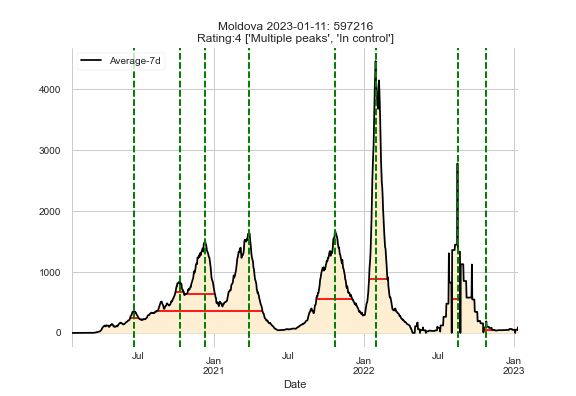 Moldova 2023-01-11: 597216
Rating:4 ['Multiple peaks', 'In control']
Average-7d
4000
3000
2000
1000
0
Jul
Jan
2021
Jul
Jan
2022
Jul
Jan
2023
Date